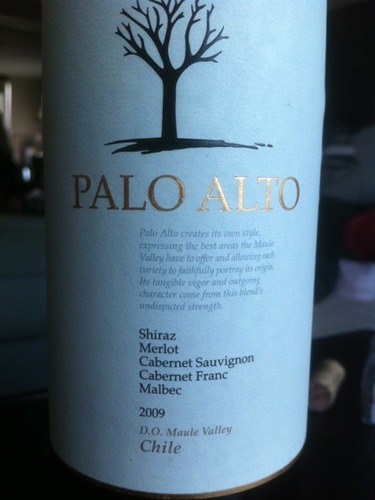 PALO ALTO
Palo Alto creates its own style,
expressing the best areas the Maule
Valley have to offer and allowing each
variety to faithfully portray its origin.
Its tangible vigor and outgoing
character come from this blend's
undisputed strength.
Shiraz
Merlot
Cabernet Sauvignon
Cabernet Franc
Malbec
2009
D.O. Maule Valley
Chile